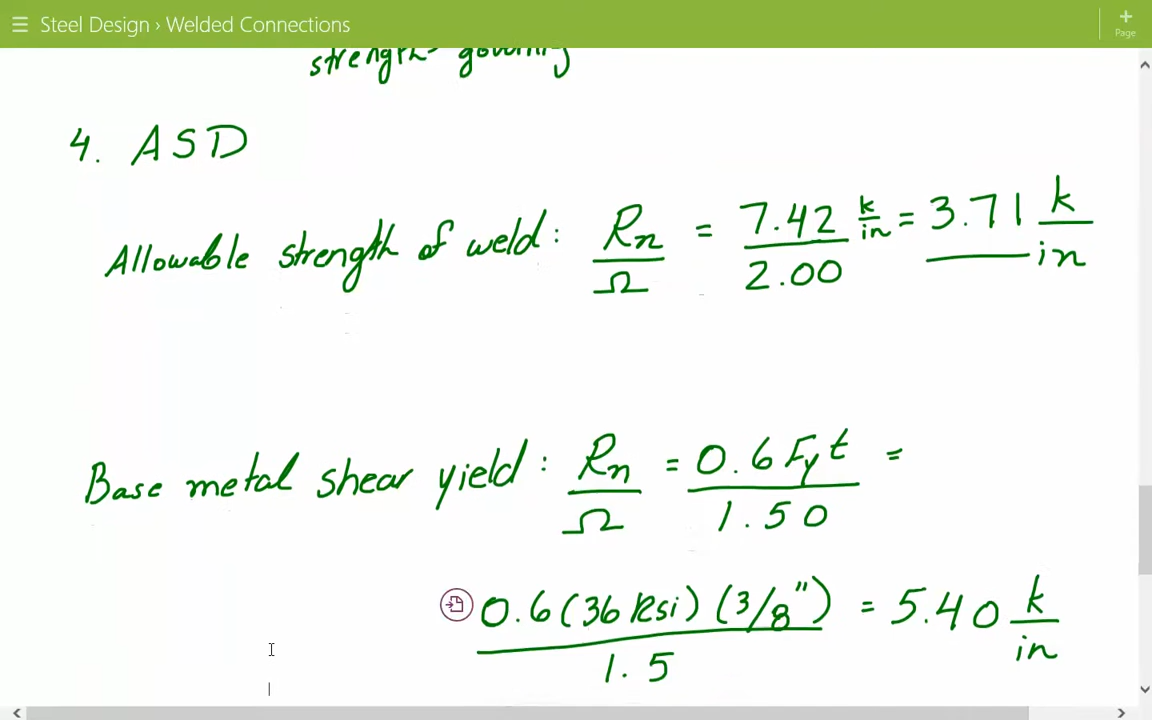 Steel Design › Welded Connections
Page
strength governing
4. ASD
Allowable strength of weld: Rn/Ω = 7.42 k/in / 2.00 = 3.71 k/in
Base metal shear yield: Rn/Ω = 0.6 Fy t / 1.50 =
0.6 (36 ksi) (3/8") / 1.5 = 5.40 k/in